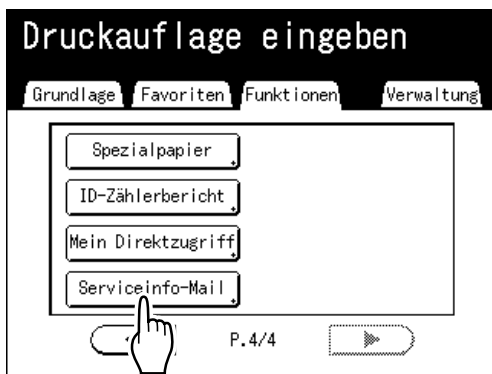 Druckauflage eingeben
Grundlage Favoriten Funktionen Verwaltung
Spezialpapier
ID-Zählerbericht
Mein Direktzugriff
Serviceinfo-Mail
P.4/4